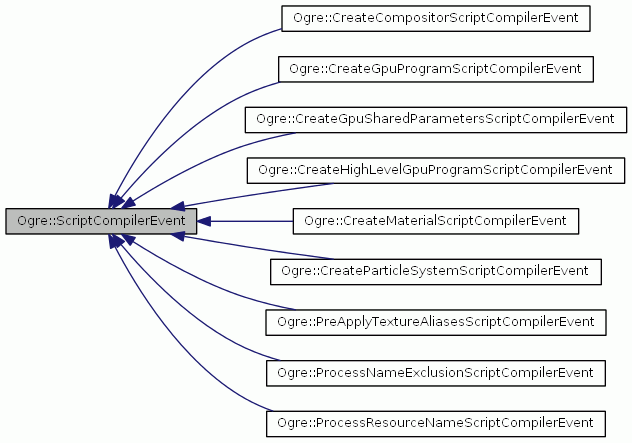 Ogre::CreateCompositorScriptCompilerEvent
Ogre::CreateGpuProgramScriptCompilerEvent
Ogre::CreateGpuSharedParametersScriptCompilerEvent
Ogre::CreateHighLevelGpuProgramScriptCompilerEvent
Ogre::ScriptCompilerEvent
Ogre::CreateMaterialScriptCompilerEvent
Ogre::CreateParticleSystemScriptCompilerEvent
Ogre::PreApplyTextureAliasesScriptCompilerEvent
Ogre::ProcessNameExclusionScriptCompilerEvent
Ogre::ProcessResourceNameScriptCompilerEvent